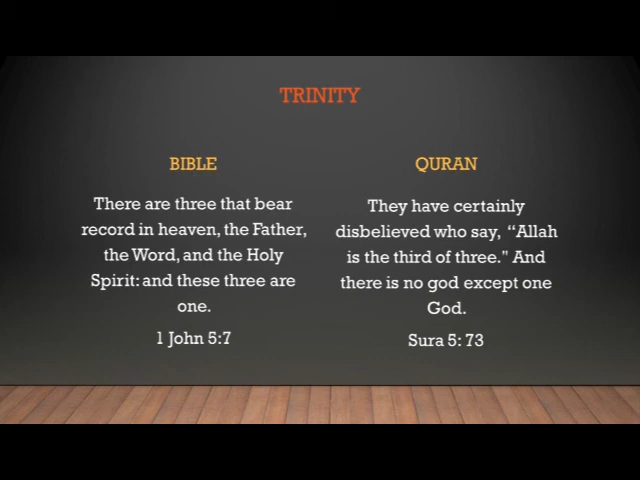 TRINITY
BIBLE
There are three that bear
record in heaven, the Father,
the Word, and the Holy
Spirit: and these three are
one.
1 John 5:7
QURAN
They have certainly
disbelieved who say, “Allah
is the third of three." And
there is no god except one
God.
Sura 5: 73